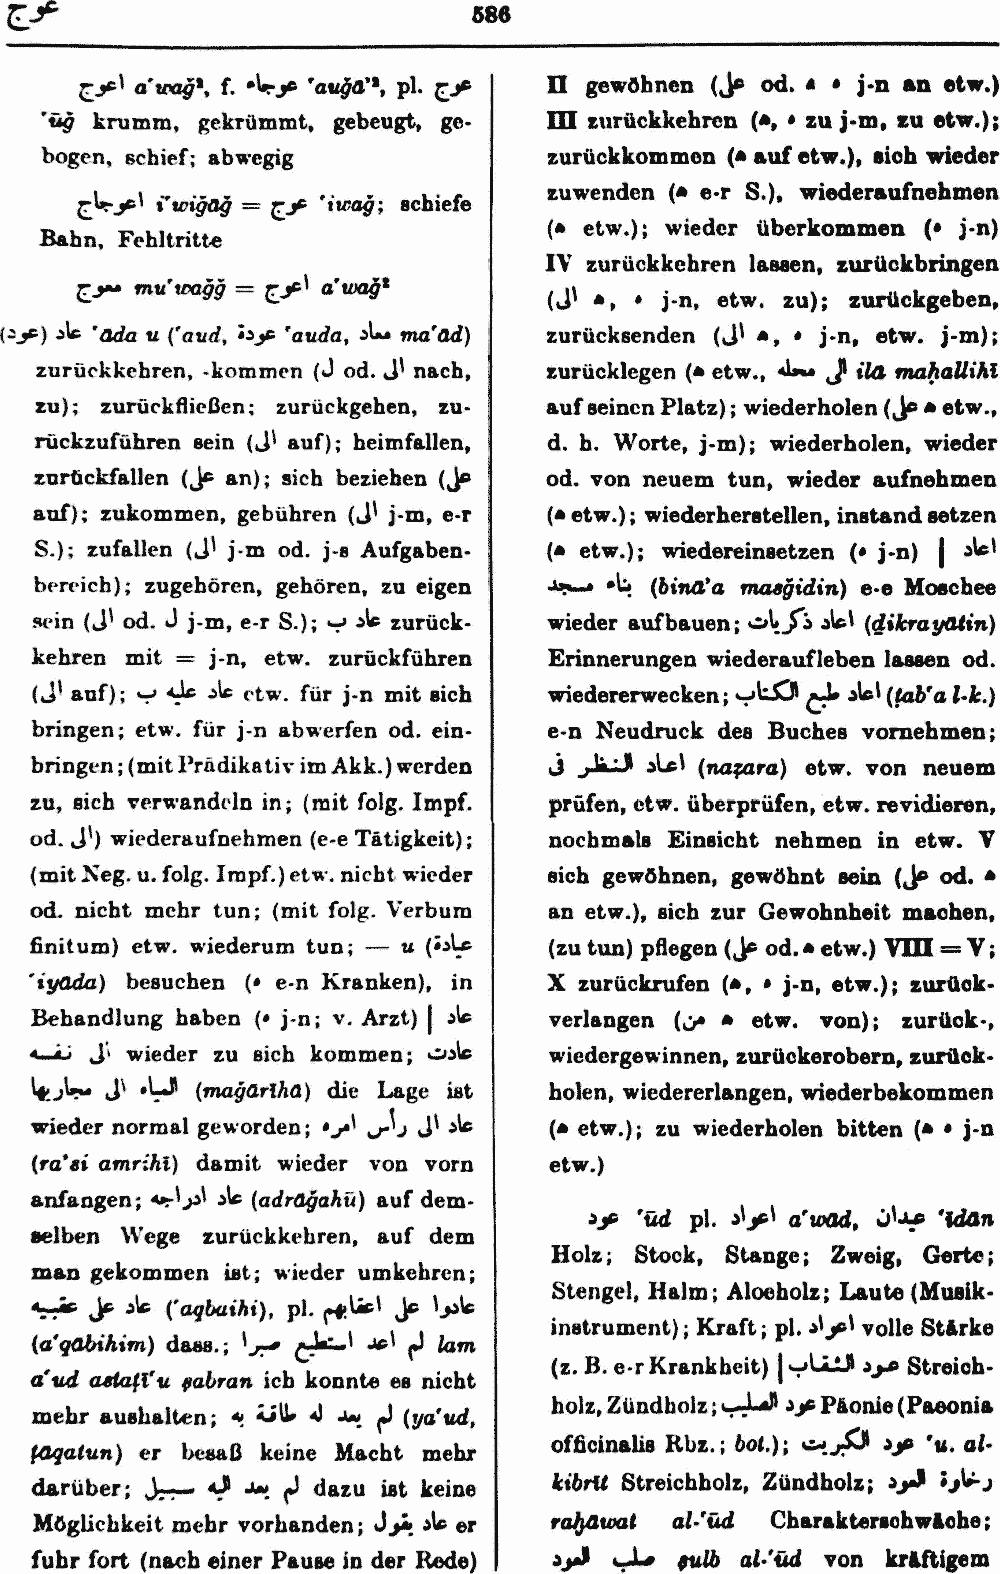 عوج
586
اعوج a‘waǧ², f. عوجاء ‘auǧā’², pl. عوج
‘ūǧ krumm, gekrümmt, gebeugt, ge-
bogen, schief; abwegig
اعوجاج i‘wiǧāǧ = عوج ‘iwaǧ; schiefe
Bahn, Fehltritte
معوج mu‘waǧǧ = اعوج a‘waǧ²
(عود) عاد ‘āda u (‘aud, عودة ‘auda, معاد ma‘ād)
zurückkehren, -kommen (ل od. الى nach,
zu); zurückfließen; zurückgehen, zu-
rückzuführen sein (الى auf); heimfallen,
zurückfallen (على an); sich beziehen (على
auf); zukommen, gebühren (الى j-m, e-r
S.); zufallen (الى j-m od. j-s Aufgaben-
bereich); zugehören, gehören, zu eigen
sein (الى od. ل j-m, e-r S.); عاد ب zurück-
kehren mit = j-n, etw. zurückführen
(الى auf); عاد عليه ب etw. für j-n mit sich
bringen; etw. für j-n abwerfen od. ein-
bringen; (mit Prädikativ im Akk.) werden
zu, sich verwandeln in; (mit folg. Impf.
od. الى) wiederaufnehmen (e-e Tätigkeit);
(mit Neg. u. folg. Impf.) etw. nicht wieder
od. nicht mehr tun; (mit folg. Verbum
finitum) etw. wiederum tun; — u (عيادة
‘iyāda) besuchen (ه e-n Kranken), in
Behandlung haben (ه j-n; v. Arzt) | عاد
الى نفسه wieder zu sich kommen; عادت
المياه الى مجاريها (maǧārīhā) die Lage ist
wieder normal geworden; عاد الى رأس امره
(ra’si amrihī) damit wieder von vorn
anfangen; عاد ادراجه (adrāǧahū) auf dem-
selben Wege zurückkehren, auf dem
man gekommen ist; wieder umkehren;
عاد على عقبيه (‘aqbaihi), pl. عادوا على اعقابهم
(a‘qābihim) dass.; لم اعد استطيع صبرا lam
a‘ud astaṭī‘u ṣabran ich konnte es nicht
mehr aushalten; لم يعد له طاقة به (ya‘ud,
ṭāqatun) er besaß keine Macht mehr
darüber; لم يعد اليه سبيل dazu ist keine
Möglichkeit mehr vorhanden; عاد يقول er
fuhr fort (nach einer Pause in der Rede)
II gewöhnen (على od. ه ه j-n an etw.)
III zurückkehren (ه, ه zu j-m, zu etw.);
zurückkommen (ه auf etw.), sich wieder
zuwenden (ه e-r S.), wiederaufnehmen
(ه etw.); wieder überkommen (ه j-n)
IV zurückkehren lassen, zurückbringen
(الى ه, ه j-n, etw. zu); zurückgeben,
zurücksenden (الى ه, ه j-n, etw. j-m);
zurücklegen (ه etw., الى محله ilā maḥallihī
auf seinen Platz); wiederholen (على ه etw.,
d. h. Worte, j-m); wiederholen, wieder
od. von neuem tun, wieder aufnehmen
(ه etw.); wiederherstellen, instand setzen
(ه etw.); wiedereinsetzen (ه j-n) | اعاد
بناء مسجد (binā’a masǧidin) e-e Moschee
wieder aufbauen; اعاد ذكريات (ḏikrayātin)
Erinnerungen wiederaufleben lassen od.
wiedererwecken; اعاد طبع الكتاب (ṭab‘a l-k.)
e-n Neudruck des Buches vornehmen;
اعاد النظر فى (naẓara) etw. von neuem
prüfen, etw. überprüfen, etw. revidieren,
nochmals Einsicht nehmen in etw. V
sich gewöhnen, gewöhnt sein (على od. ه
an etw.), sich zur Gewohnheit machen,
(zu tun) pflegen (على od. ه etw.) VIII = V;
X zurückrufen (ه, ه j-n, etw.); zurück-
verlangen (ه من etw. von); zurück-,
wiedergewinnen, zurückerobern, zurück-
holen, wiedererlangen, wiederbekommen
(ه etw.); zu wiederholen bitten (ه ه j-n
etw.)
عود ‘ūd pl. اعواد a‘wād, عيدان ‘īdān
Holz; Stock, Stange; Zweig, Gerte;
Stengel, Halm; Aloeholz; Laute (Musik-
instrument); Kraft; pl. اعواد volle Stärke
(z. B. e-r Krankheit) | عود الثقاب Streich-
holz, Zündholz; عود الصليب Päonie (Paeonia
officinalis Rbz.; bot.); عود الكبريت ‘u. al-
kibrīt Streichholz, Zündholz; رخاوة العود
raḫāwat al-‘ūd Charakterschwäche;
صلب العود ṣulb al-‘ūd von kräftigem